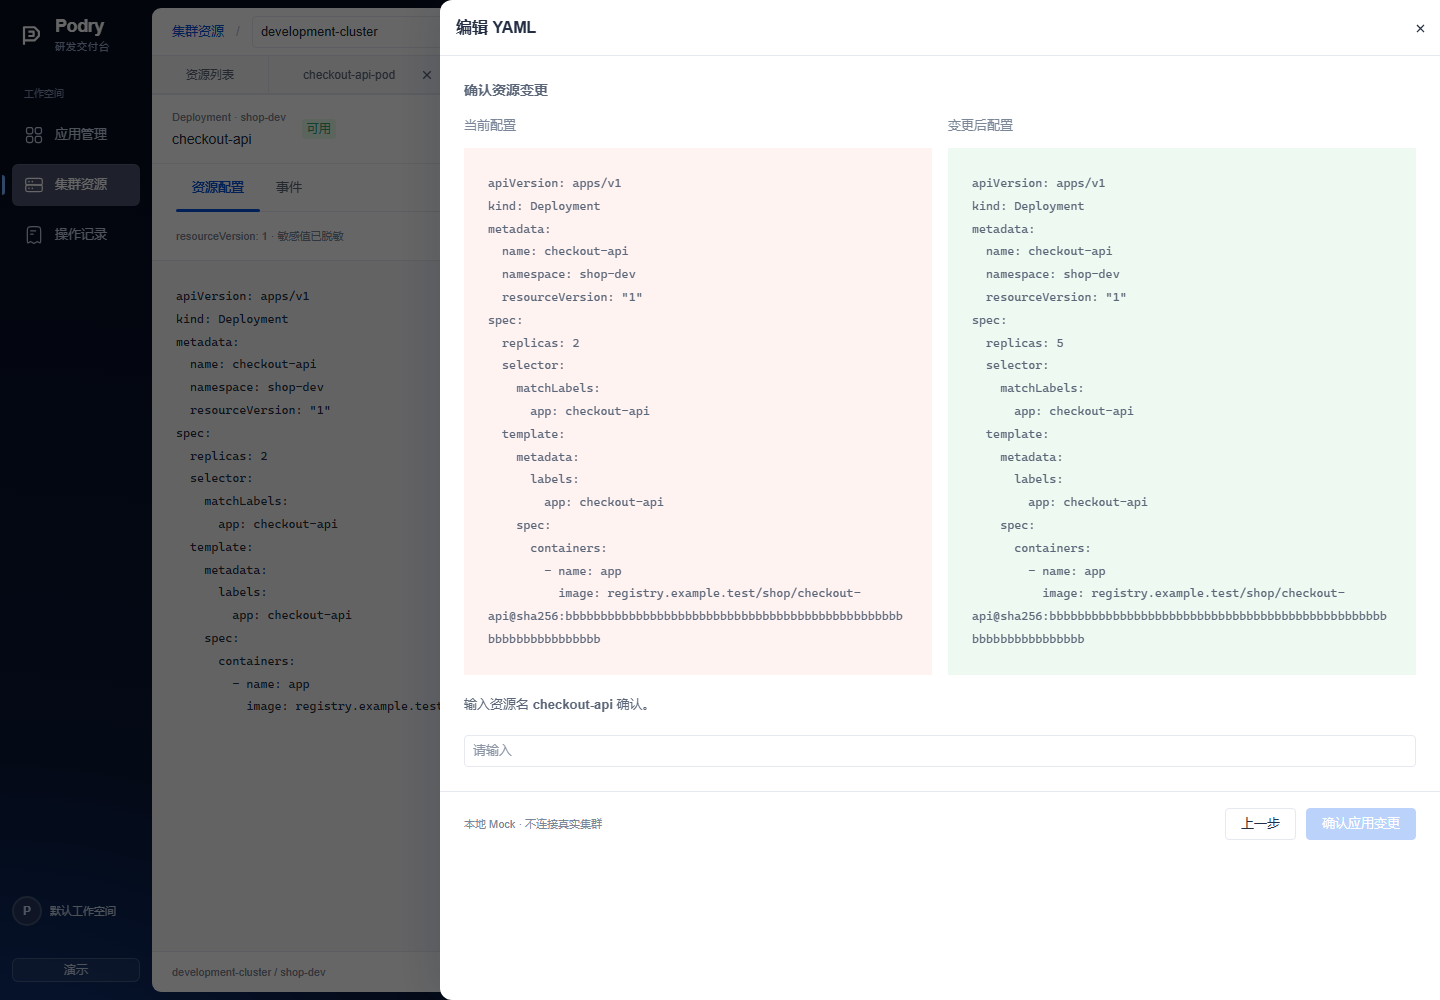 Podry
研发交付台
工作空间
应用管理
集群资源
操作记录
P 默认工作空间
演示
集群资源 / development-cluster
资源列表 checkout-api-pod ×
Deployment · shop-dev
checkout-api
可用
资源配置 事件
resourceVersion: 1 · 敏感值已脱敏
apiVersion: apps/v1
kind: Deployment
metadata:
  name: checkout-api
  namespace: shop-dev
  resourceVersion: "1"
spec:
  replicas: 2
  selector:
    matchLabels:
      app: checkout-api
  template:
    metadata:
      labels:
        app: checkout-api
    spec:
      containers:
        - name: app
          image: registry.example.test
development-cluster / shop-dev
编辑 YAML ×
确认资源变更
当前配置
apiVersion: apps/v1
kind: Deployment
metadata:
  name: checkout-api
  namespace: shop-dev
  resourceVersion: "1"
spec:
  replicas: 2
  selector:
    matchLabels:
      app: checkout-api
  template:
    metadata:
      labels:
        app: checkout-api
    spec:
      containers:
        - name: app
          image: registry.example.test/shop/checkout-
api@sha256:bbbbbbbbbbbbbbbbbbbbbbbbbbbbbbbbbbbbbbbbbbbbbbbb
bbbbbbbbbbbbbbbb
变更后配置
apiVersion: apps/v1
kind: Deployment
metadata:
  name: checkout-api
  namespace: shop-dev
  resourceVersion: "1"
spec:
  replicas: 5
  selector:
    matchLabels:
      app: checkout-api
  template:
    metadata:
      labels:
        app: checkout-api
    spec:
      containers:
        - name: app
          image: registry.example.test/shop/checkout-
api@sha256:bbbbbbbbbbbbbbbbbbbbbbbbbbbbbbbbbbbbbbbbbbbbbbbb
bbbbbbbbbbbbbbbb
输入资源名 checkout-api 确认。
请输入
本地 Mock · 不连接真实集群
上一步 确认应用变更